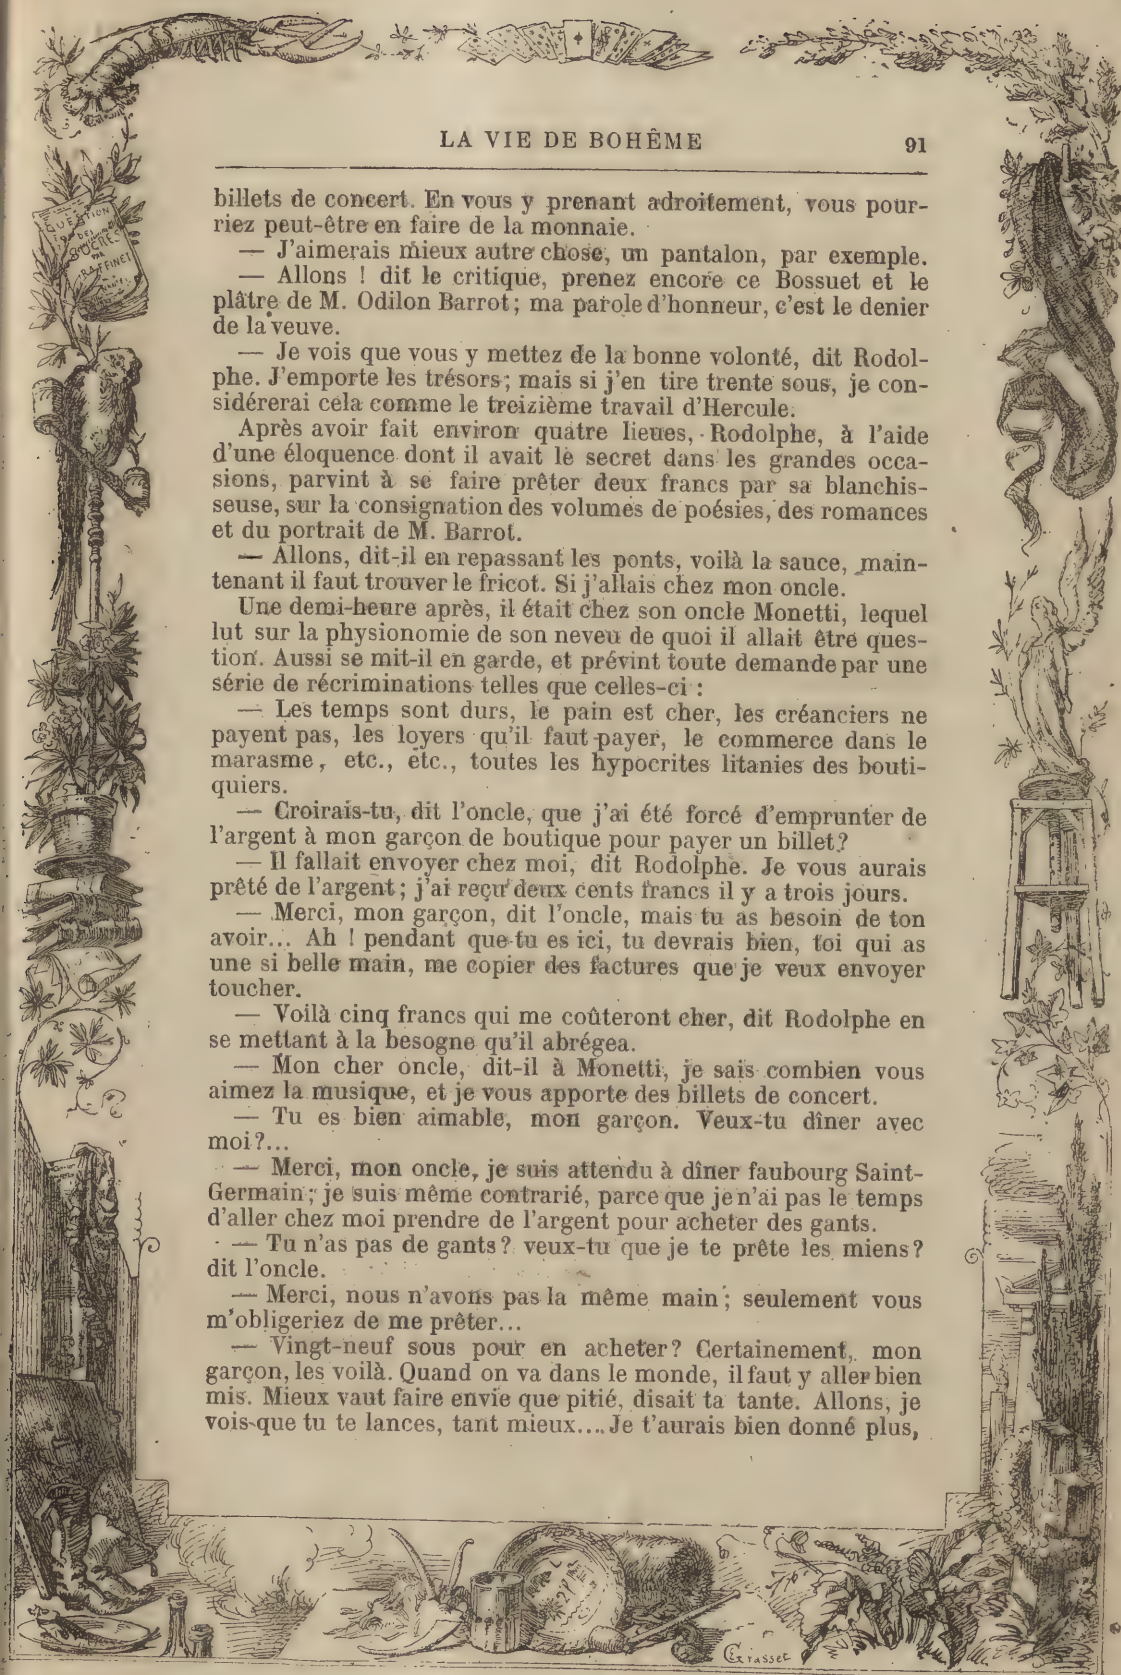 LA VIE DE BOHÊME 91
QUESTION
DES
SUCRES
PAR
RAFFINET
billets de concert. En vous y prenant adroitement, vous pour-
riez peut-être en faire de la monnaie.
— J'aimerais mieux autre chose, un pantalon, par exemple.
— Allons ! dit le critique, prenez encore ce Bossuet et le
plâtre de M. Odilon Barrot ; ma parole d'honneur, c'est le denier
de la veuve.
— Je vois que vous y mettez de la bonne volonté, dit Rodol-
phe. J'emporte les trésors ; mais si j'en tire trente sous, je con-
sidérerai cela comme le treizième travail d'Hercule.
Après avoir fait environ quatre lieues, Rodolphe, à l'aide
d'une éloquence dont il avait le secret dans les grandes occa-
sions, parvint à se faire prêter deux francs par sa blanchis-
seuse, sur la consignation des volumes de poésies, des romances
et du portrait de M. Barrot.
— Allons, dit-il en repassant les ponts, voilà la sauce, main-
tenant il faut trouver le fricot. Si j'allais chez mon oncle.
Une demi-heure après, il était chez son oncle Monetti, lequel
lut sur la physionomie de son neveu de quoi il allait être ques-
tion. Aussi se mit-il en garde, et prévint toute demande par une
série de récriminations telles que celles-ci :
— Les temps sont durs, le pain est cher, les créanciers ne
payent pas, les loyers qu'il faut payer, le commerce dans le
marasme, etc., etc., toutes les hypocrites litanies des bouti-
quiers.
— Croirais-tu, dit l'oncle, que j'ai été forcé d'emprunter de
l'argent à mon garçon de boutique pour payer un billet ?
— Il fallait envoyer chez moi, dit Rodolphe. Je vous aurais
prêté de l'argent ; j'ai reçu deux cents francs il y a trois jours.
— Merci, mon garçon, dit l'oncle, mais tu as besoin de ton
avoir... Ah ! pendant que tu es ici, tu devrais bien, toi qui as
une si belle main, me copier des factures que je veux envoyer
toucher.
— Voilà cinq francs qui me coûteront cher, dit Rodolphe en
se mettant à la besogne qu'il abrégea.
— Mon cher oncle, dit-il à Monetti, je sais combien vous
aimez la musique, et je vous apporte des billets de concert.
— Tu es bien aimable, mon garçon. Veux-tu dîner avec
moi ?...
— Merci, mon oncle, je suis attendu à dîner faubourg Saint-
Germain ; je suis même contrarié, parce que je n'ai pas le temps
d'aller chez moi prendre de l'argent pour acheter des gants.
— Tu n'as pas de gants ? veux-tu que je te prête les miens ?
dit l'oncle.
— Merci, nous n'avons pas la même main ; seulement vous
m'obligeriez de me prêter...
— Vingt-neuf sous pour en acheter ? Certainement, mon
garçon, les voilà. Quand on va dans le monde, il faut y aller bien
mis. Mieux vaut faire envie que pitié, disait ta tante. Allons, je
vois que tu te lances, tant mieux.... Je t'aurais bien donné plus,
Grasset